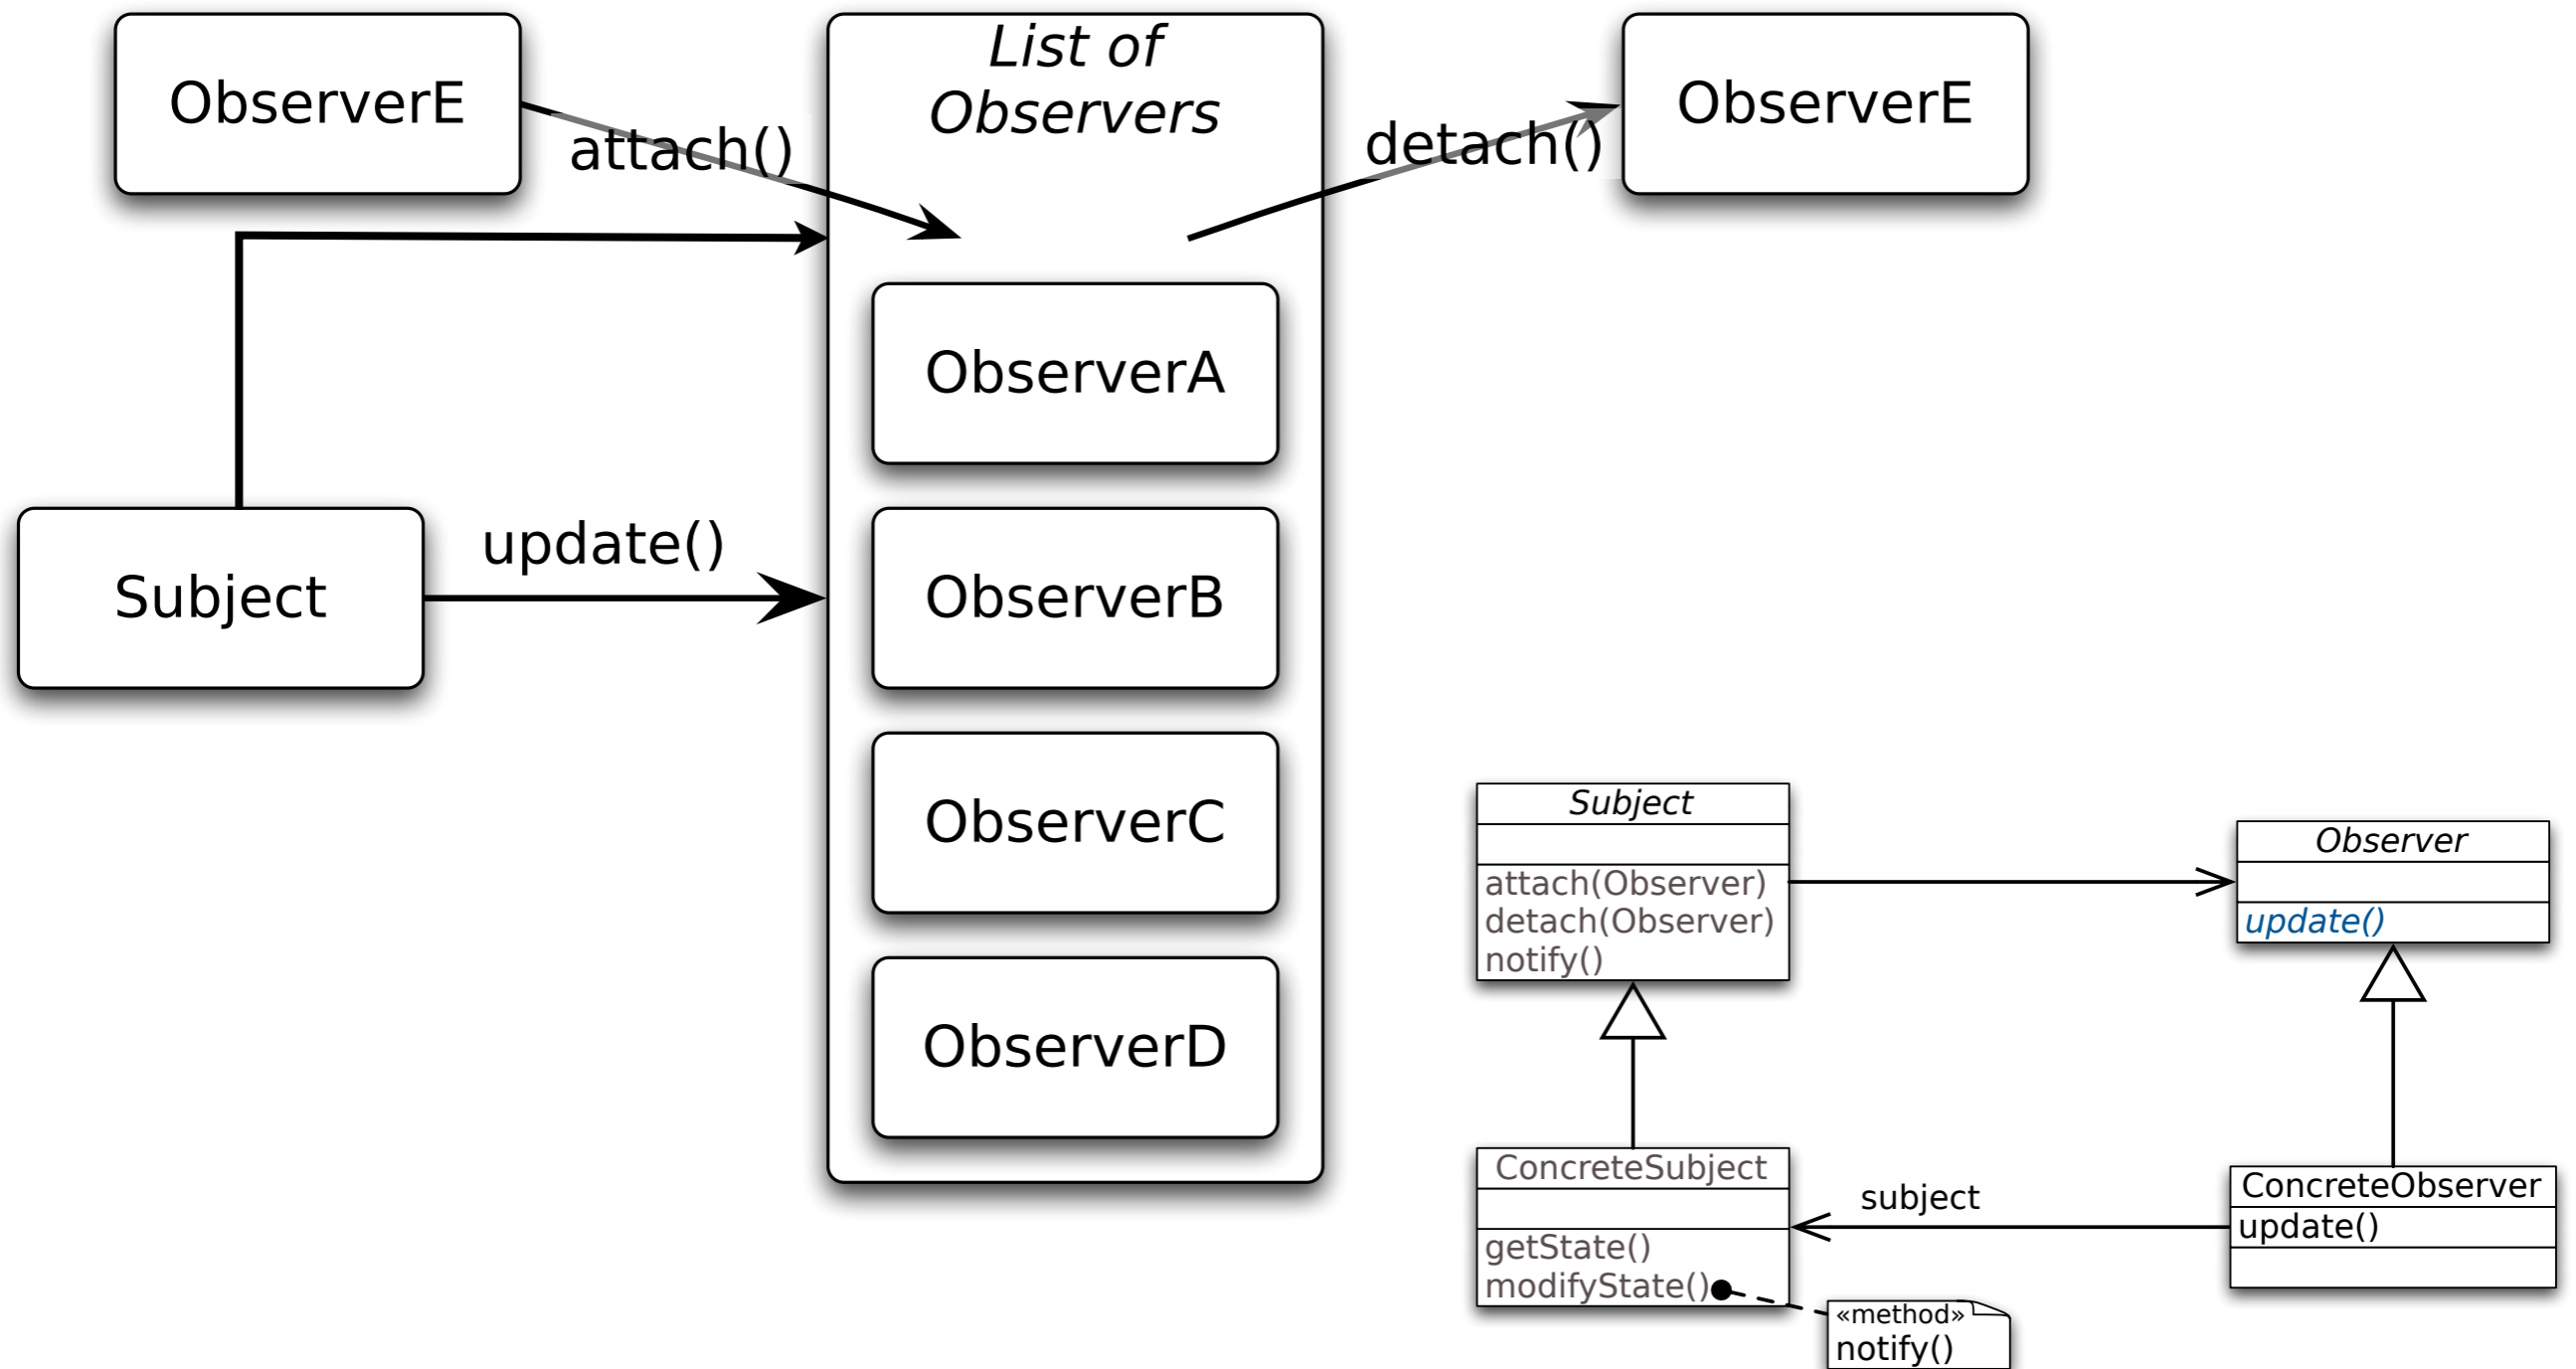 ObserverE
attach()
List of
Observers
detach()
ObserverE
ObserverA
Subject
update()
ObserverB
ObserverC
ObserverD
Subject
attach(Observer)
detach(Observer)
notify()
Observer
update()
ConcreteSubject
getState()
modifyState()
subject
ConcreteObserver
update()
«method»
notify()